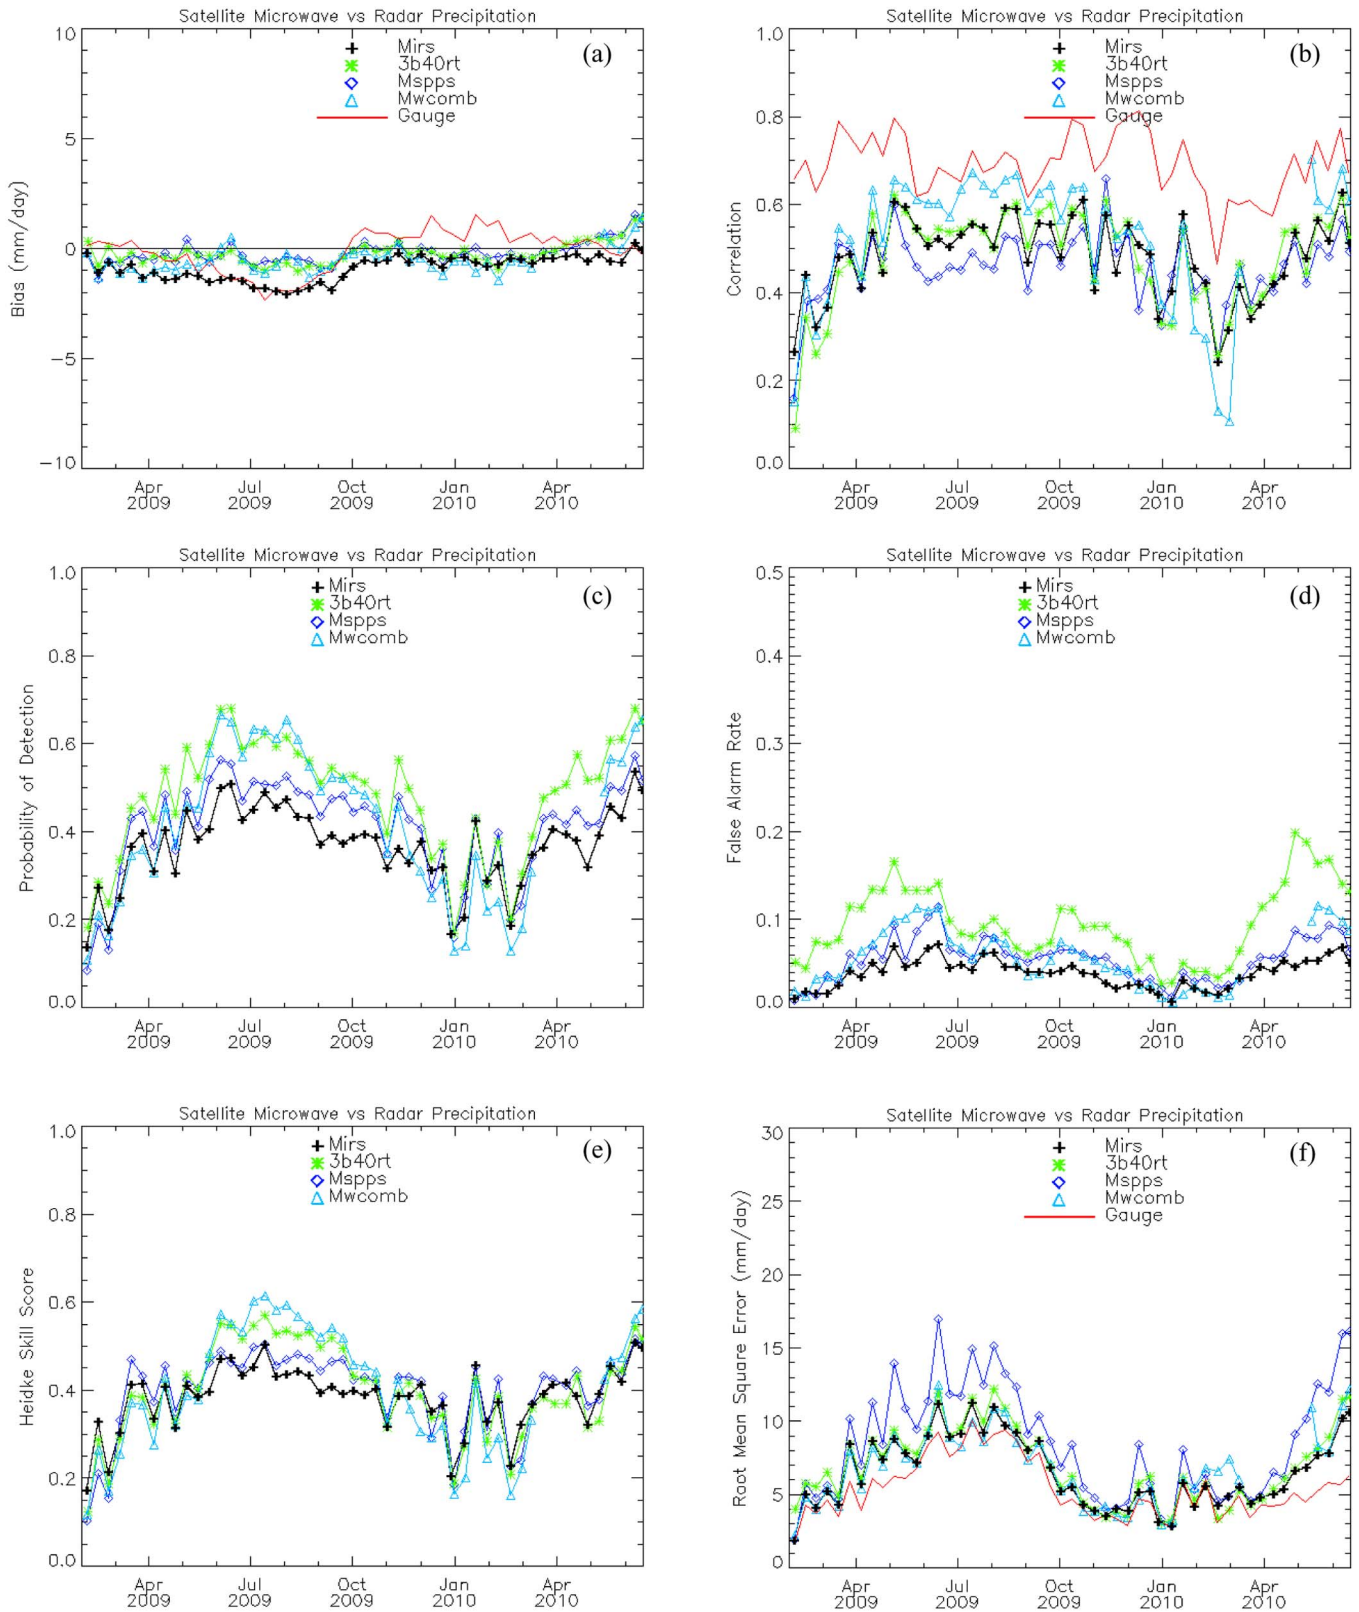 Satellite Microwave vs Radar Precipitation
(a)
Mirs
3b40rt
Mspps
Mwcomb
Gauge
10
5
0
−5
−10
Bias (mm/day)
Apr 2009
Jul 2009
Oct 2009
Jan 2010
Apr 2010
Satellite Microwave vs Radar Precipitation
(b)
Mirs
3b40rt
Mspps
Mwcomb
Gauge
1.0
0.8
0.6
0.4
0.2
0.0
Correlation
Apr 2009
Jul 2009
Oct 2009
Jan 2010
Apr 2010
Satellite Microwave vs Radar Precipitation
(c)
Mirs
3b40rt
Mspps
Mwcomb
1.0
0.8
0.6
0.4
0.2
0.0
Probability of Detection
Apr 2009
Jul 2009
Oct 2009
Jan 2010
Apr 2010
Satellite Microwave vs Radar Precipitation
(d)
Mirs
3b40rt
Mspps
Mwcomb
0.5
0.4
0.3
0.2
0.1
0.0
False Alarm Rate
Apr 2009
Jul 2009
Oct 2009
Jan 2010
Apr 2010
Satellite Microwave vs Radar Precipitation
(e)
Mirs
3b40rt
Mspps
Mwcomb
1.0
0.8
0.6
0.4
0.2
0.0
Heidke Skill Score
Apr 2009
Jul 2009
Oct 2009
Jan 2010
Apr 2010
Satellite Microwave vs Radar Precipitation
(f)
Mirs
3b40rt
Mspps
Mwcomb
Gauge
30
25
20
15
10
5
0
Root Mean Square Error (mm/day)
Apr 2009
Jul 2009
Oct 2009
Jan 2010
Apr 2010